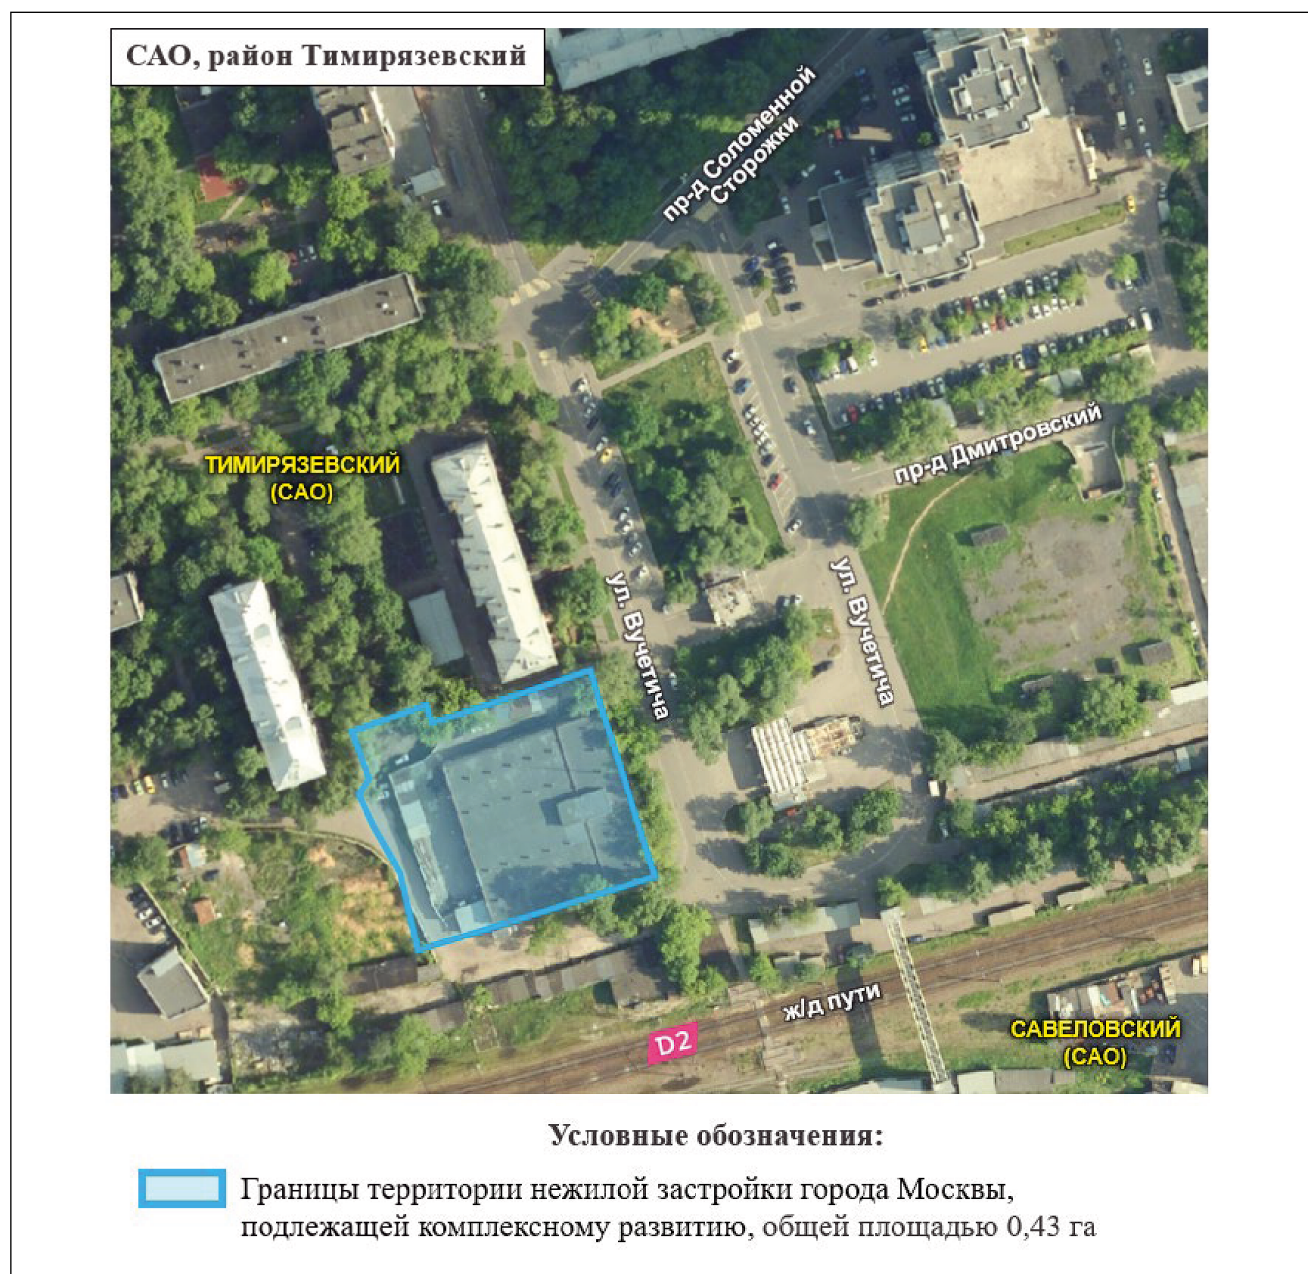 САО, район Тимирязевский
пр-д Соломенной
Сторожки
пр-д Дмитровский
ТИМИРЯЗЕВСКИЙ
(САО)
ул. Вучетича
ул. Вучетича
ж/д пути
D2
САВЕЛОВСКИЙ
(САО)
Условные обозначения:
Границы территории нежилой застройки города Москвы,
подлежащей комплексному развитию, общей площадью 0,43 га